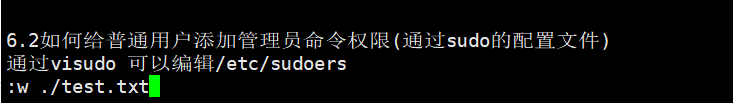 6.2如何给普通用户添加管理员命令权限(通过sudo的配置文件)
通过visudo 可以编辑/etc/sudoers
:w ./test.txt